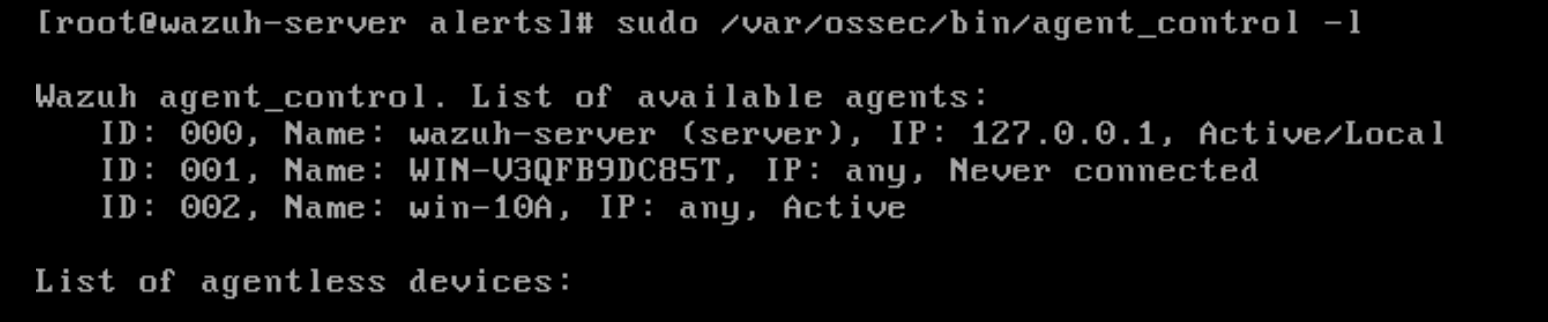 [root@wazuh-server alerts]# sudo /var/ossec/bin/agent_control -l
Wazuh agent_control. List of available agents:
ID: 000, Name: wazuh-server (server), IP: 127.0.0.1, Active/Local
ID: 001, Name: WIN-V3QFB9DC85T, IP: any, Never connected
ID: 002, Name: win-10A, IP: any, Active
List of agentless devices: